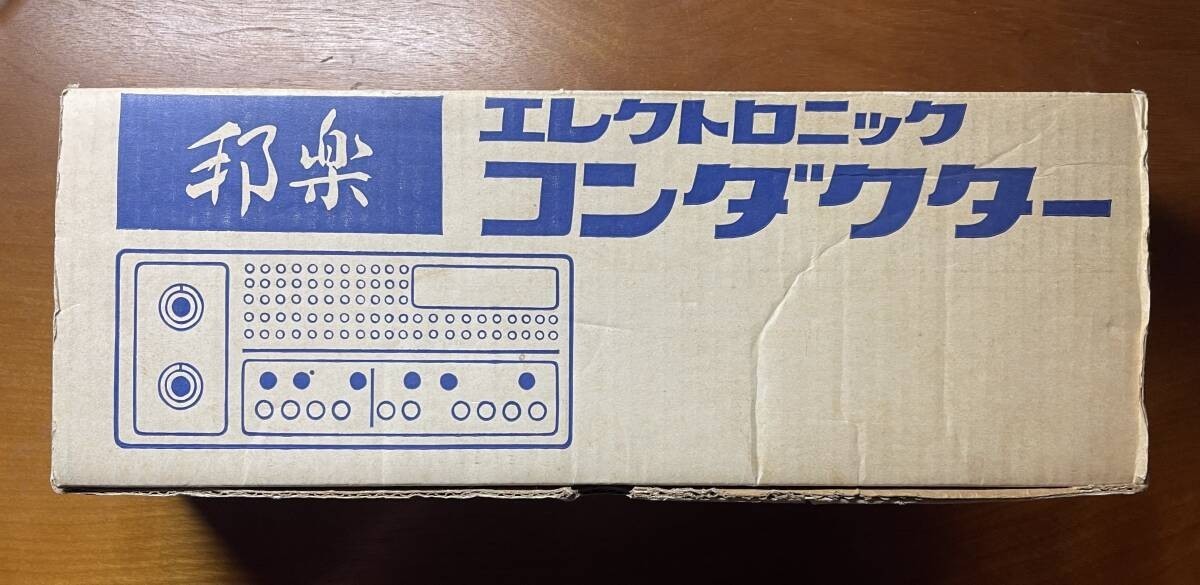 邦楽
エレクトロニック
コンダクター